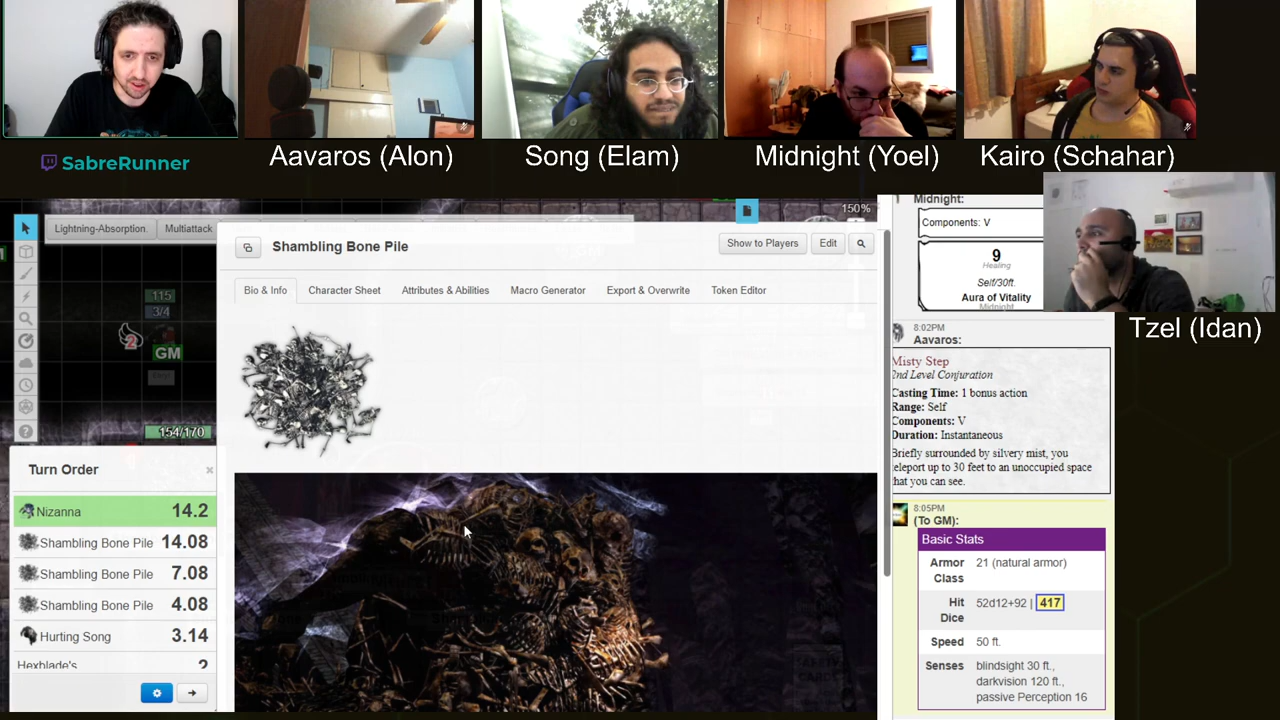 SabreRunner
Aavaros (Alon)
Song (Elam)
Midnight (Yoel)
Kairo (Schahar)
Tzel (Idan)
Lightning-Absorption.
Multiattack
150%
115
3/4
2
GM
154/170
Turn Order
×
Nizanna 14.2
Shambling Bone Pile 14.08
Shambling Bone Pile 7.08
Shambling Bone Pile 4.08
Hurting Song 3.14
Hexblade's 2
Shambling Bone Pile
Show to Players
Edit
Bio & Info
Character Sheet
Attributes & Abilities
Macro Generator
Export & Overwrite
Token Editor
Midnight:
Components: V
9
Healing
Self/30ft.
Aura of Vitality
Midnight
8:02PM
Aavaros:
Misty Step
2nd Level Conjuration
Casting Time: 1 bonus action
Range: Self
Components: V
Duration: Instantaneous
Briefly surrounded by silvery mist, you
teleport up to 30 feet to an unoccupied space
that you can see.
8:05PM
(To GM):
Basic Stats
Armor Class 21 (natural armor)
Hit Dice 52d12+92 | 417
Speed 50 ft.
Senses blindsight 30 ft.,
darkvision 120 ft.,
passive Perception 16